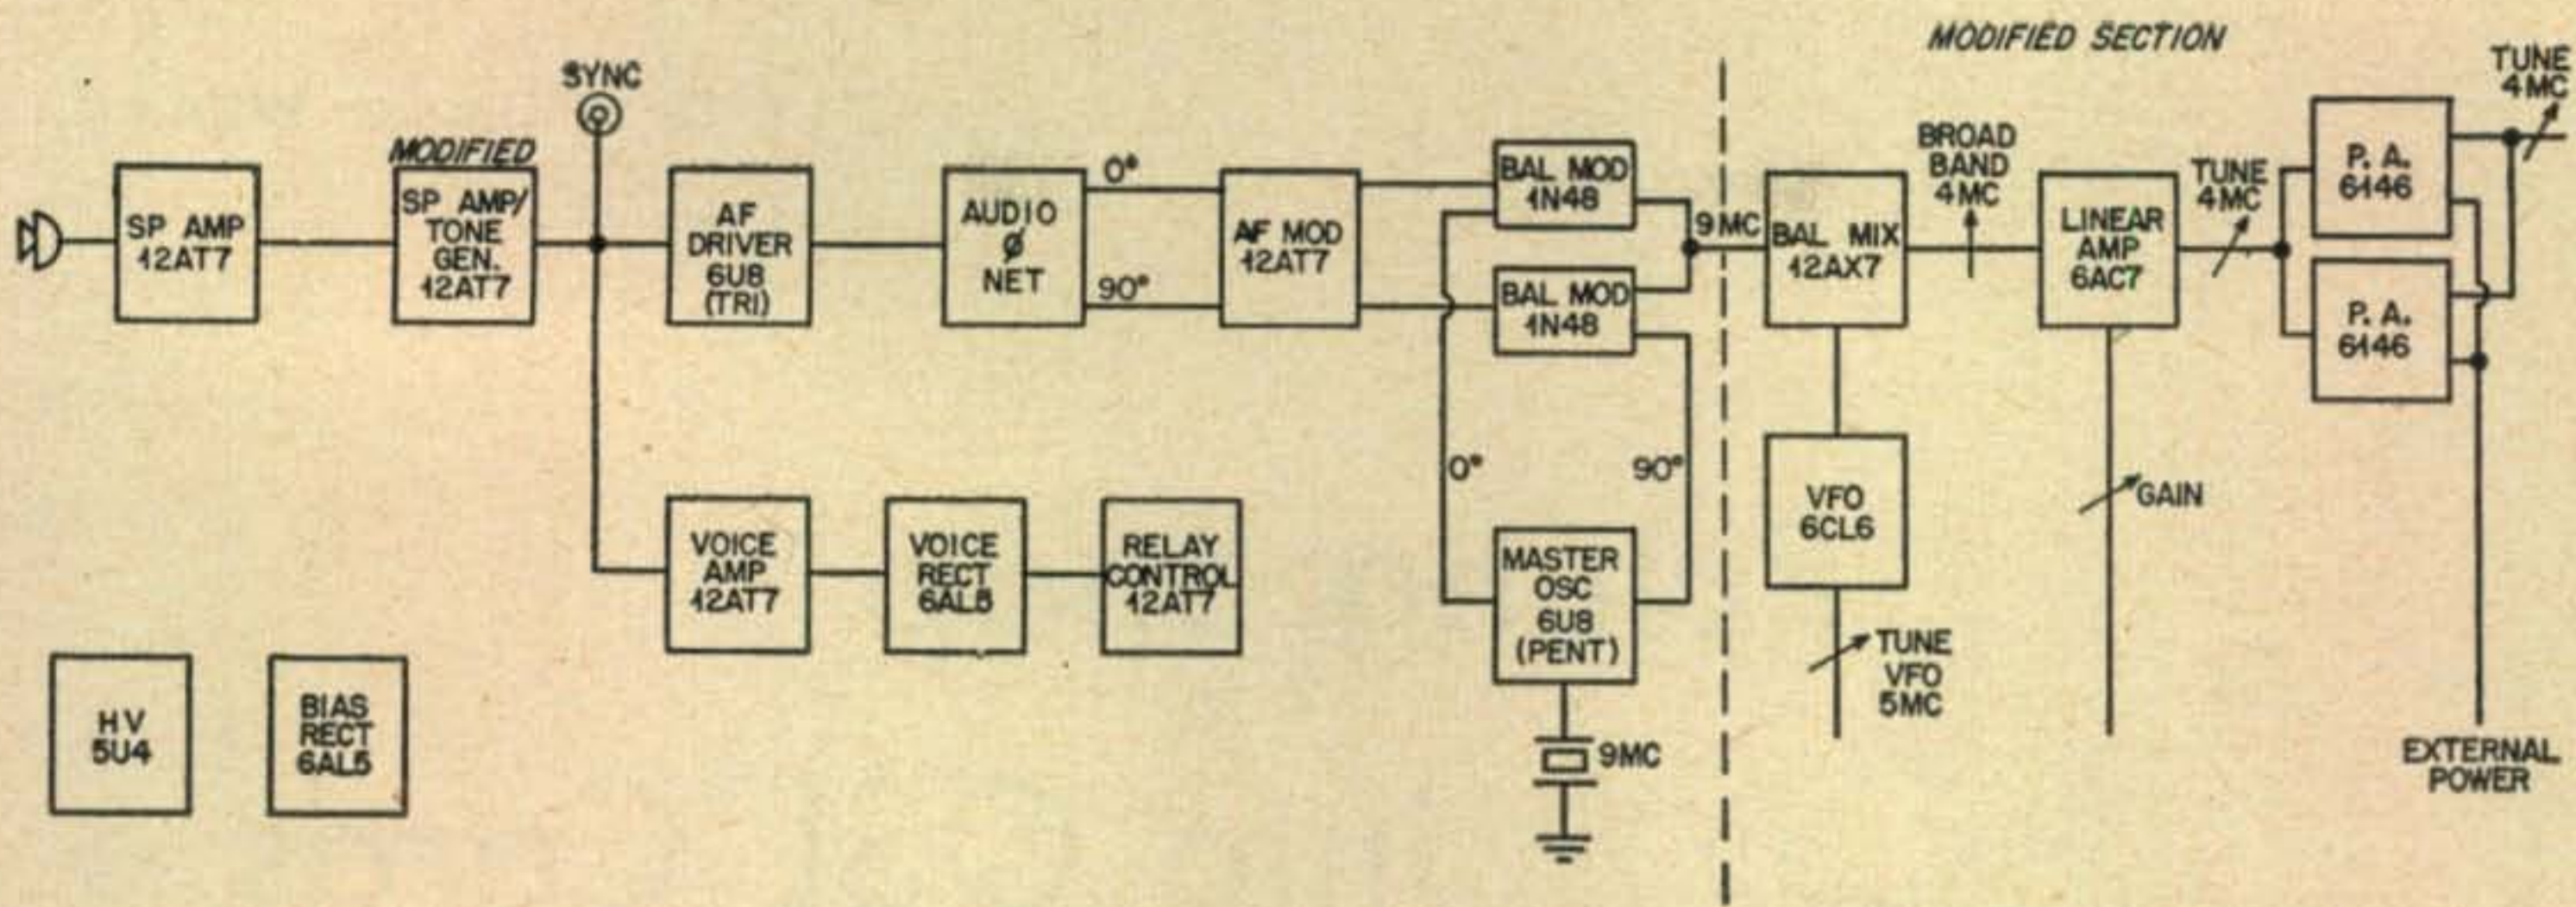 MODIFIED SECTION
TUNE
4MC
SYNC
MODIFIED
SP AMP
12AT7
SP AMP/
TONE
GEN.
12AT7
AF
DRIVER
6U8
(TRI)
AUDIO
Ø
NET
0°
90°
AF MOD
12AT7
BAL MOD
1N48
BAL MOD
1N48
9MC
BAL MIX
12AX7
BROAD
BAND
4MC
LINEAR
AMP
6AC7
TUNE
4MC
P. A.
6146
P. A.
6146
VOICE
AMP
12AT7
VOICE
RECT
6AL5
RELAY
CONTROL
12AT7
0°
90°
MASTER
OSC
6U8
(PENT)
9MC
VFO
6CL6
TUNE
VFO
5MC
GAIN
EXTERNAL
POWER
HV
5U4
BIAS
RECT
6AL5